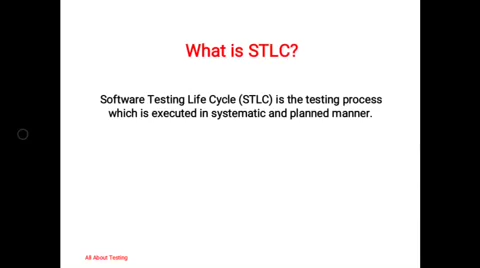 What is STLC?
Software Testing Life Cycle (STLC) is the testing process
which is executed in systematic and planned manner.
All About Testing